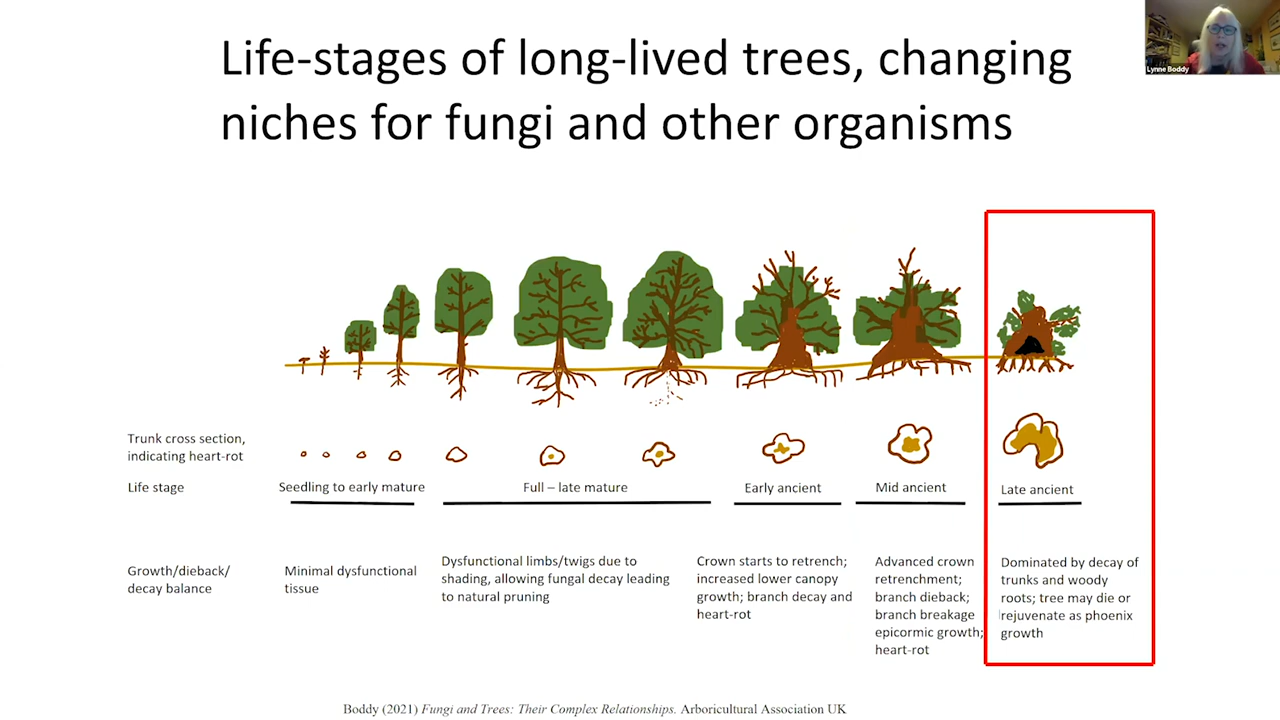 Life-stages of long-lived trees, changing
niches for fungi and other organisms
Lynne Boddy
Trunk cross section,
indicating heart-rot
Life stage
Seedling to early mature
Full – late mature
Early ancient
Mid ancient
Late ancient
Growth/dieback/
decay balance
Minimal dysfunctional
tissue
Dysfunctional limbs/twigs due to
shading, allowing fungal decay leading
to natural pruning
Crown starts to retrench;
increased lower canopy
growth; branch decay and
heart-rot
Advanced crown
retrenchment;
branch dieback;
branch breakage
epicormic growth;
heart-rot
Dominated by decay of
trunks and woody
roots; tree may die or
rejuvenate as phoenix
growth
Boddy (2021) Fungi and Trees: Their Complex Relationships. Arboricultural Association UK